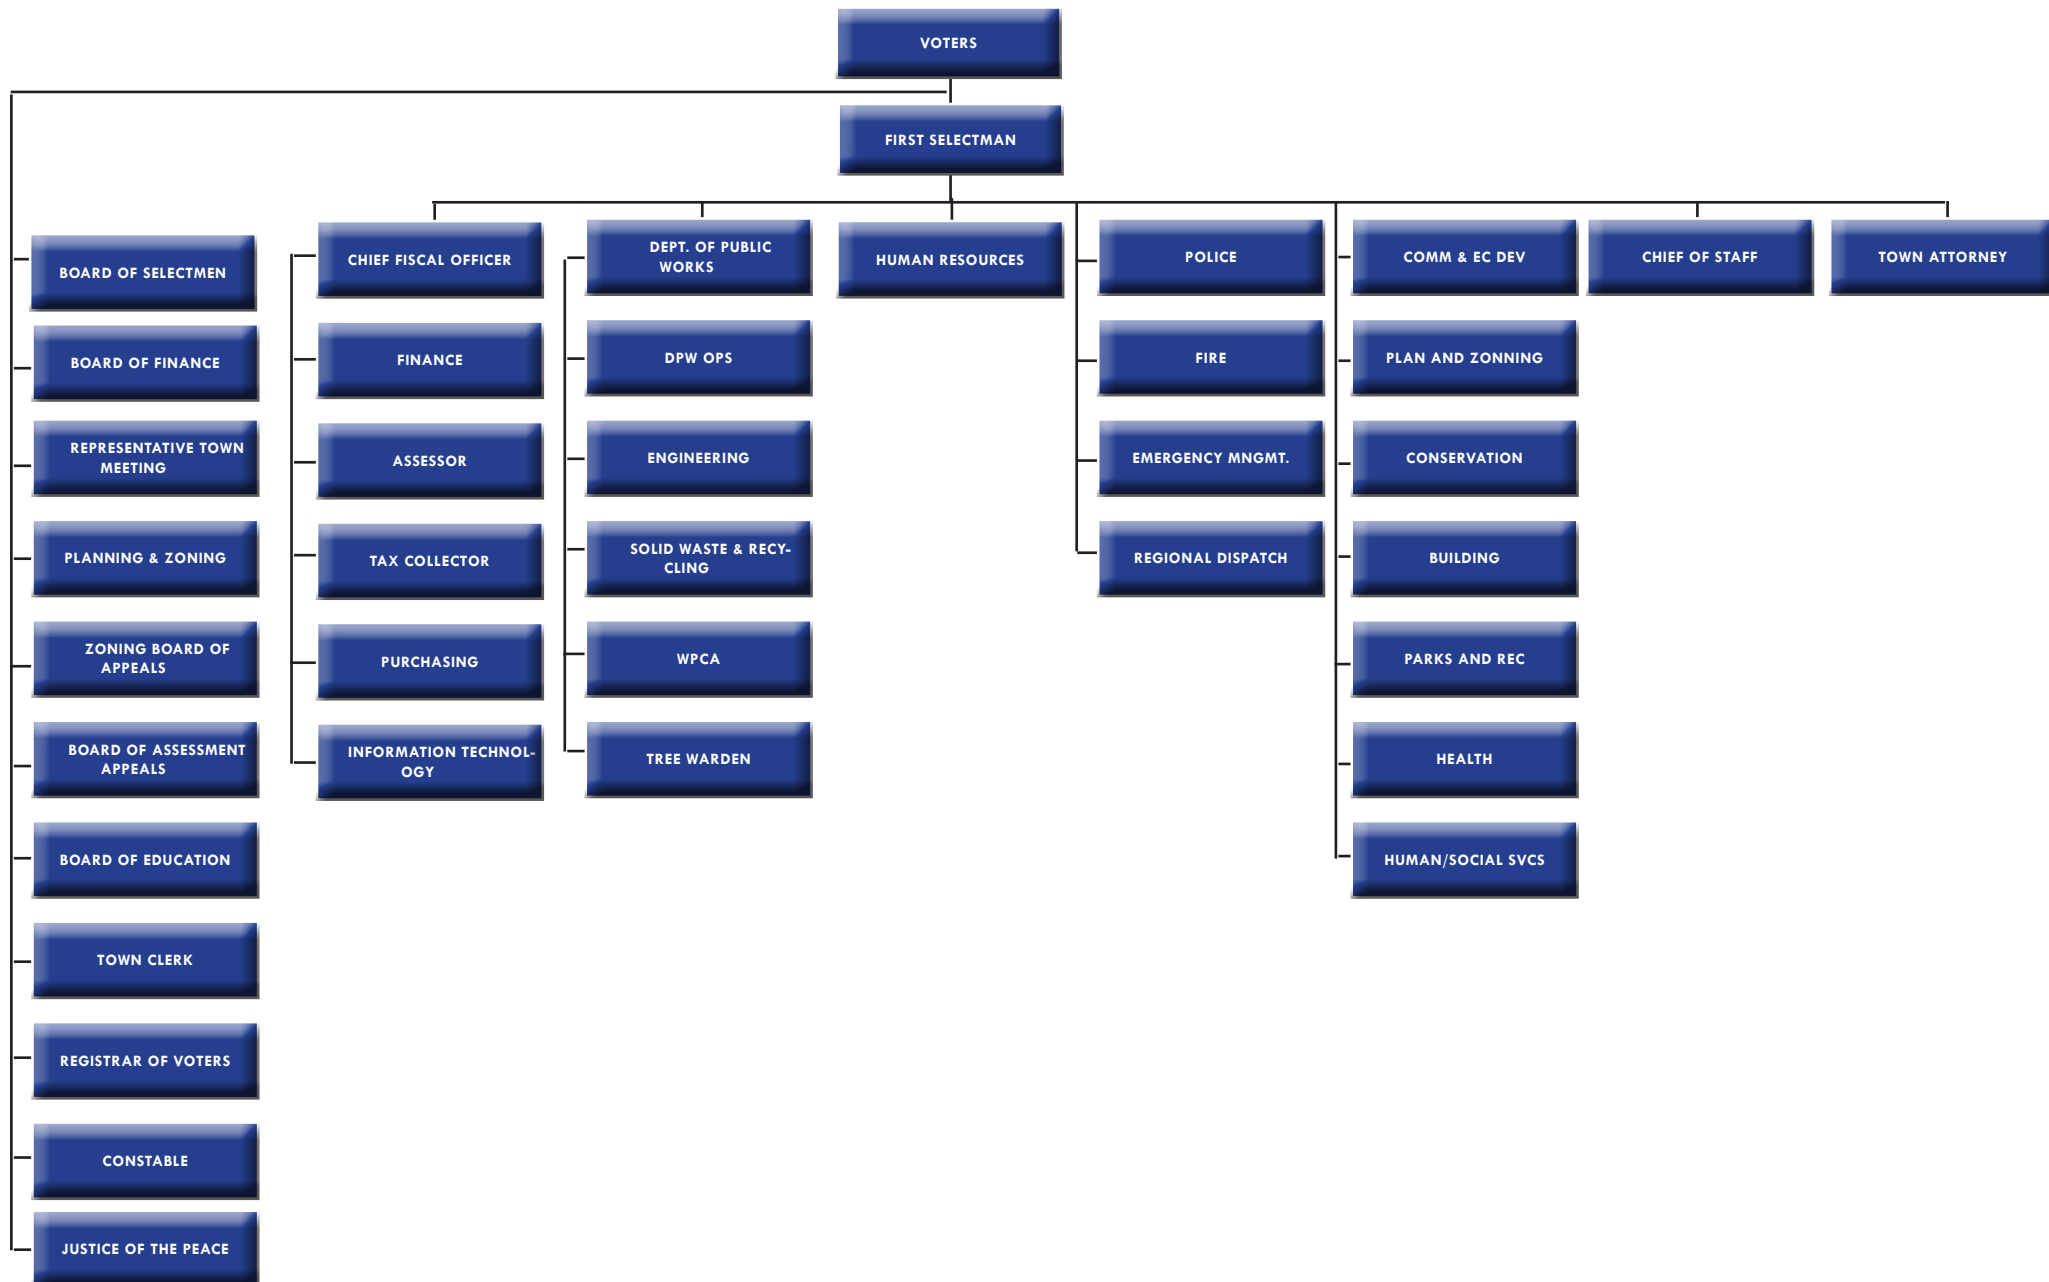 VOTERS
FIRST SELECTMAN
BOARD OF SELECTMEN
BOARD OF FINANCE
REPRESENTATIVE TOWN
MEETING
PLANNING & ZONING
ZONING BOARD OF
APPEALS
BOARD OF ASSESSMENT
APPEALS
BOARD OF EDUCATION
TOWN CLERK
REGISTRAR OF VOTERS
CONSTABLE
JUSTICE OF THE PEACE
CHIEF FISCAL OFFICER
FINANCE
ASSESSOR
TAX COLLECTOR
PURCHASING
INFORMATION TECHNOL-
OGY
DEPT. OF PUBLIC
WORKS
DPW OPS
ENGINEERING
SOLID WASTE & RECY-
CLING
WPCA
TREE WARDEN
HUMAN RESOURCES
POLICE
FIRE
EMERGENCY MNGMT.
REGIONAL DISPATCH
COMM & EC DEV
PLAN AND ZONNING
CONSERVATION
BUILDING
PARKS AND REC
HEALTH
HUMAN/SOCIAL SVCS
CHIEF OF STAFF
TOWN ATTORNEY